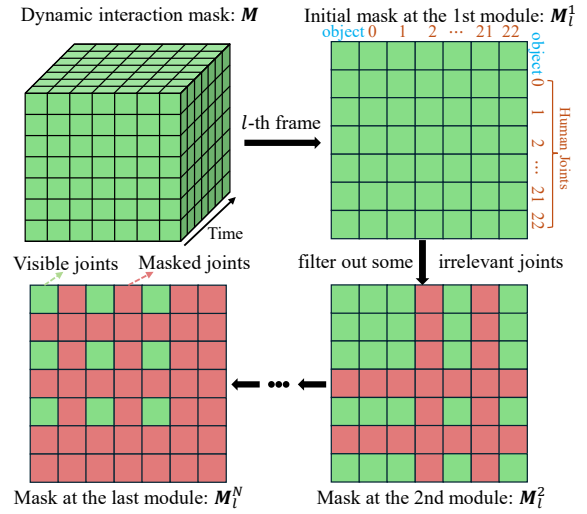 Dynamic interaction mask: M
Initial mask at the 1st module: M_l^1
object 0 1 2 ... 21 22
object
0
1
2
...
21
22
Human Joints
l-th frame
Time
Visible joints
Masked joints
filter out some irrelevant joints
Mask at the last module: M_l^N
Mask at the 2nd module: M_l^2